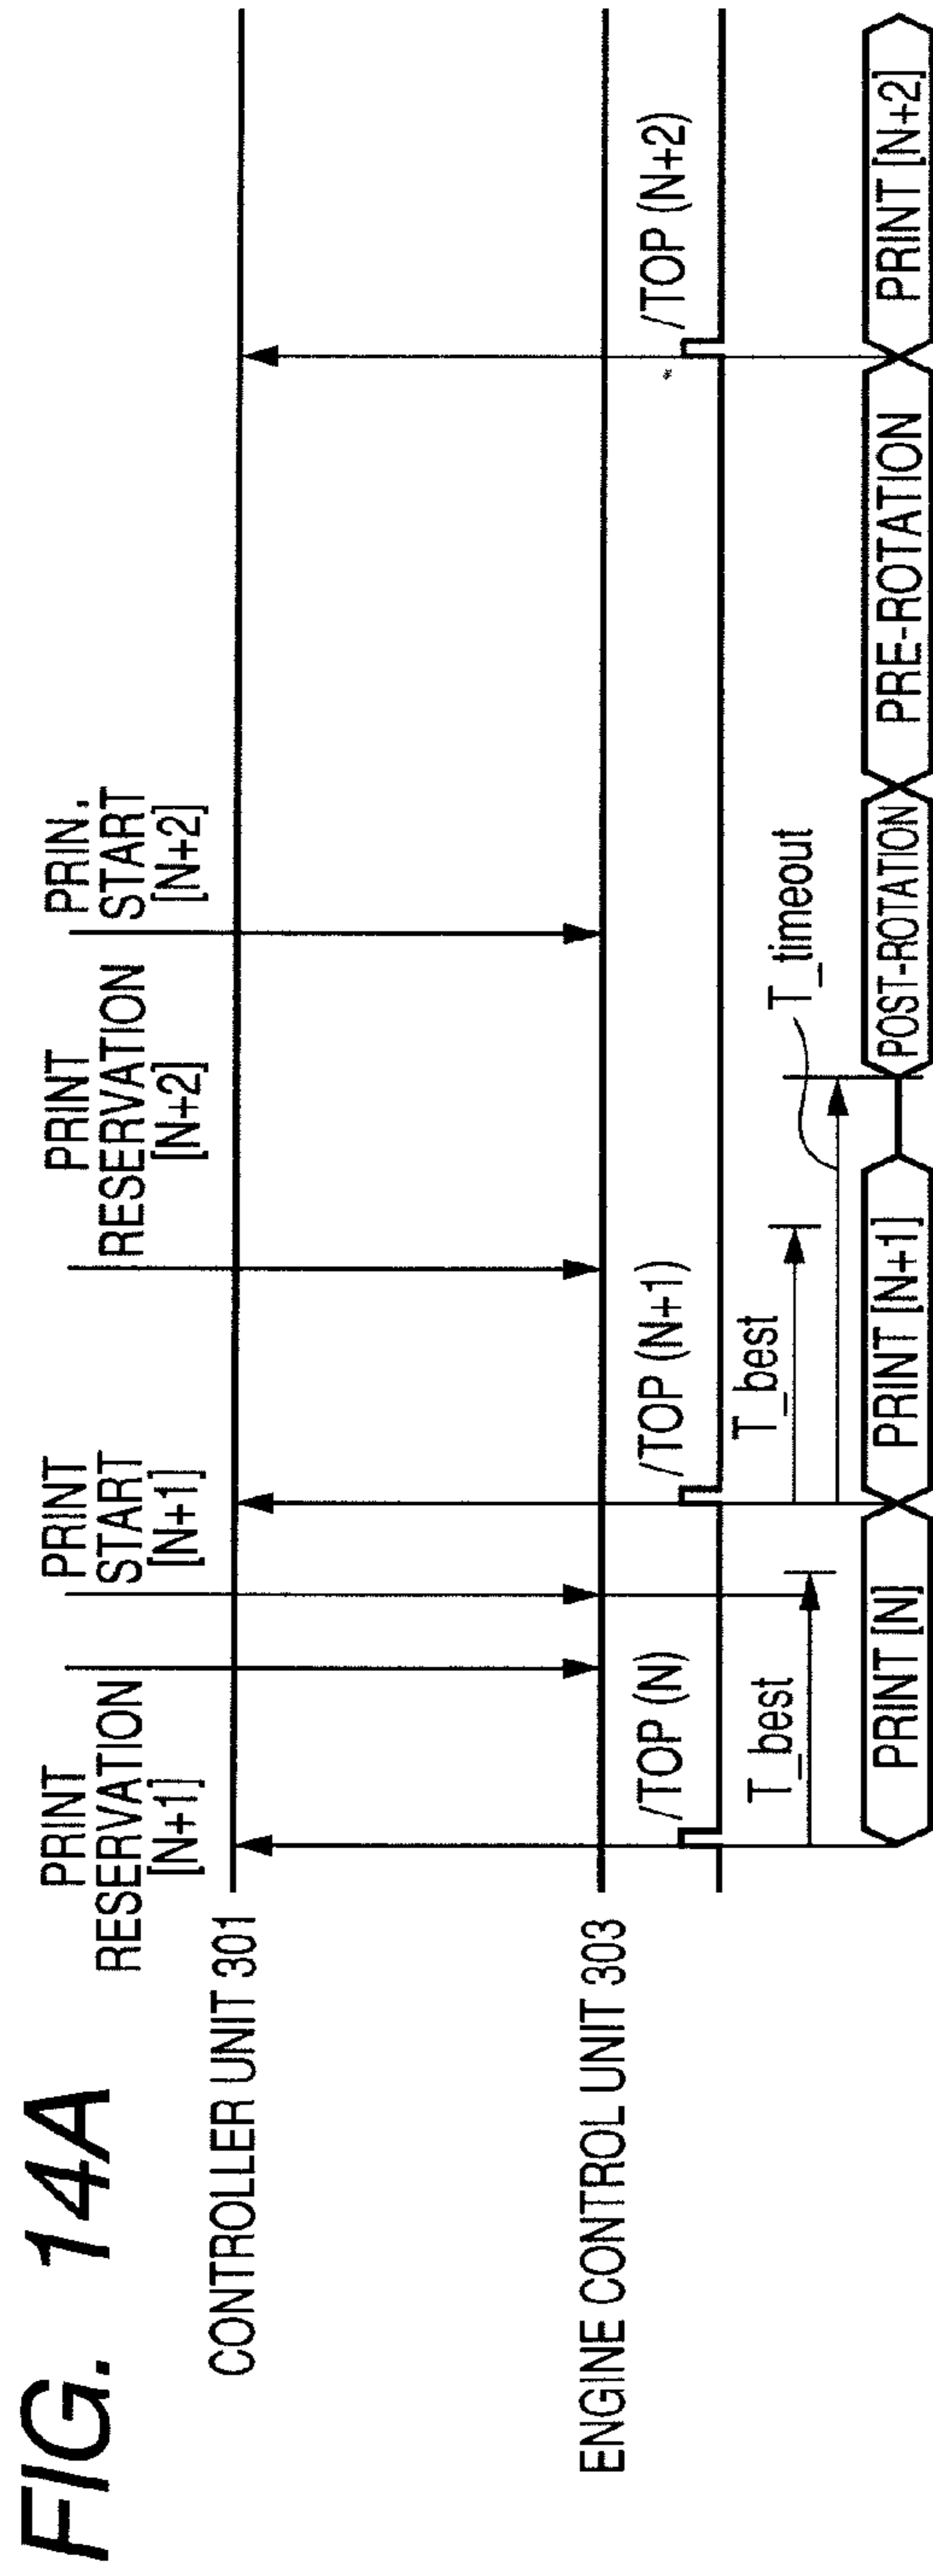 FIG. 14A
PRINT
RESERVATION
[N+1]
PRINT
START
[N+1]
PRINT
RESERVATION
[N+2]
PRIN,
START
[N+2]
CONTROLLER UNIT 301
ENGINE CONTROL UNIT 303
/TOP (N)
/TOP (N+1)
/TOP (N+2)
T_best
T_best
T_timeout
PRINT [N]
PRINT [N+1]
POST-ROTATION
PRE-ROTATION
PRINT [N+2]